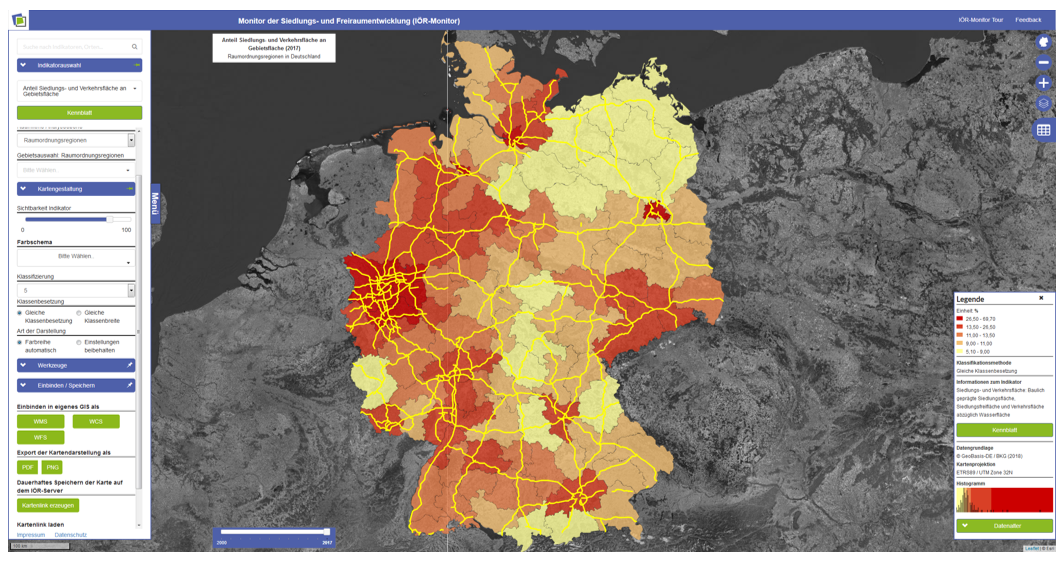 Monitor der Siedlungs- und Freiraumentwicklung (IÖR-Monitor)
IÖR-Monitor Tour
Feedback
Anteil Siedlungs- und Verkehrsfläche an
Gebietsfläche (2017)
Raumordnungsregionen in Deutschland
Indikatorauswahl
Anteil Siedlungs- und Verkehrsfläche an
Gebietsfläche
Kennblatt
Raumordnungsregionen
Gebietsauswahl: Raumordnungsregionen
Bitte Wählen..
Kartengestaltung
Menü
Sichtbarkeit Indikator
0
100
Farbschema
Bitte Wählen.
Klassifizierung
5
Klassenbesetzung
Gleiche
Klassenbesetzung
Gleiche
Klassenbreite
Art der Darstellung
Farbreihe
automatisch
Einstellungen
beibehalten
Werkzeuge
Einbinden / Speichern
Einbinden in eigenes GIS als
WMS
WCS
WFS
Export der Kartendarstellung als
PDF
PNG
Dauerhaftes Speichern der Karte auf
dem IÖR-Server
Kartenlink erzeugen
Kartenlink laden
Impressum
Datenschutz
100 km
2017
Legende
Einheit: %
26,50 - 69,70
13,50 - 26,50
11,00 - 13,50
9,00 - 11,00
5,10 - 9,00
Klassifikationsmethode
Gleiche Klassenbesetzung
Informationen zum Indikator
Siedlungs- und Verkehrsfläche: Baulich
geprägte Siedlungsfläche,
Siedlungsfreifläche und Verkehrsfläche
abzüglich Wasserfläche
Kennblatt
Datengrundlage
© GeoBasis-DE / BKG (2018)
Kartenprojektion
ETRS89 / UTM Zone 32N
Histogramm
Datenalter
Leaflet | © Esri